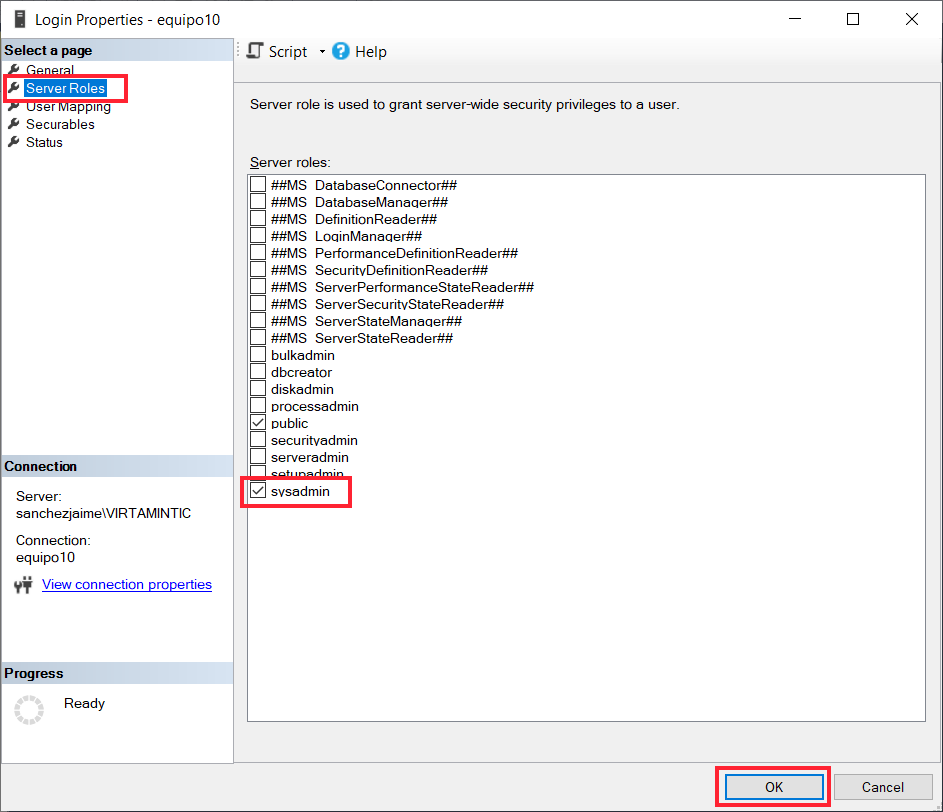 Login Properties - equipo10
Select a page
General
Server Roles
User Mapping
Securables
Status
Script
Help
Server role is used to grant server-wide security privileges to a user.
Server roles:
##MS_DatabaseConnector##
##MS_DatabaseManager##
##MS_DefinitionReader##
##MS_LoginManager##
##MS_PerformanceDefinitionReader##
##MS_SecurityDefinitionReader##
##MS_ServerPerformanceStateReader##
##MS_ServerSecurityStateReader##
##MS_ServerStateManager##
##MS_ServerStateReader##
bulkadmin
dbcreator
diskadmin
processadmin
public
securityadmin
serveradmin
setupadmin
sysadmin
Connection
Server:
sanchezjaime\VIRTAMINTIC
Connection:
equipo10
View connection properties
Progress
Ready
OK
Cancel